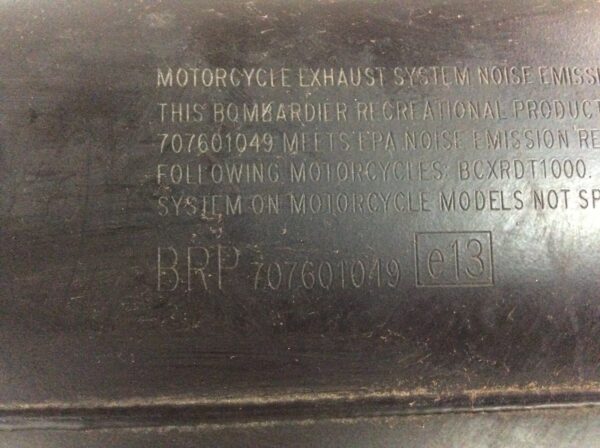 MOTORCYCLE EXHAUST SYSTEM NOISE EMISSI
THIS BOMBARDIER RECREATIONAL PRODUCT
707601049 MEETS EPA NOISE EMISSION RE
FOLLOWING MOTORCYCLES: BCXRDT1000.
SYSTEM ON MOTORCYCLE MODELS NOT SP
BRP 707601049 e13